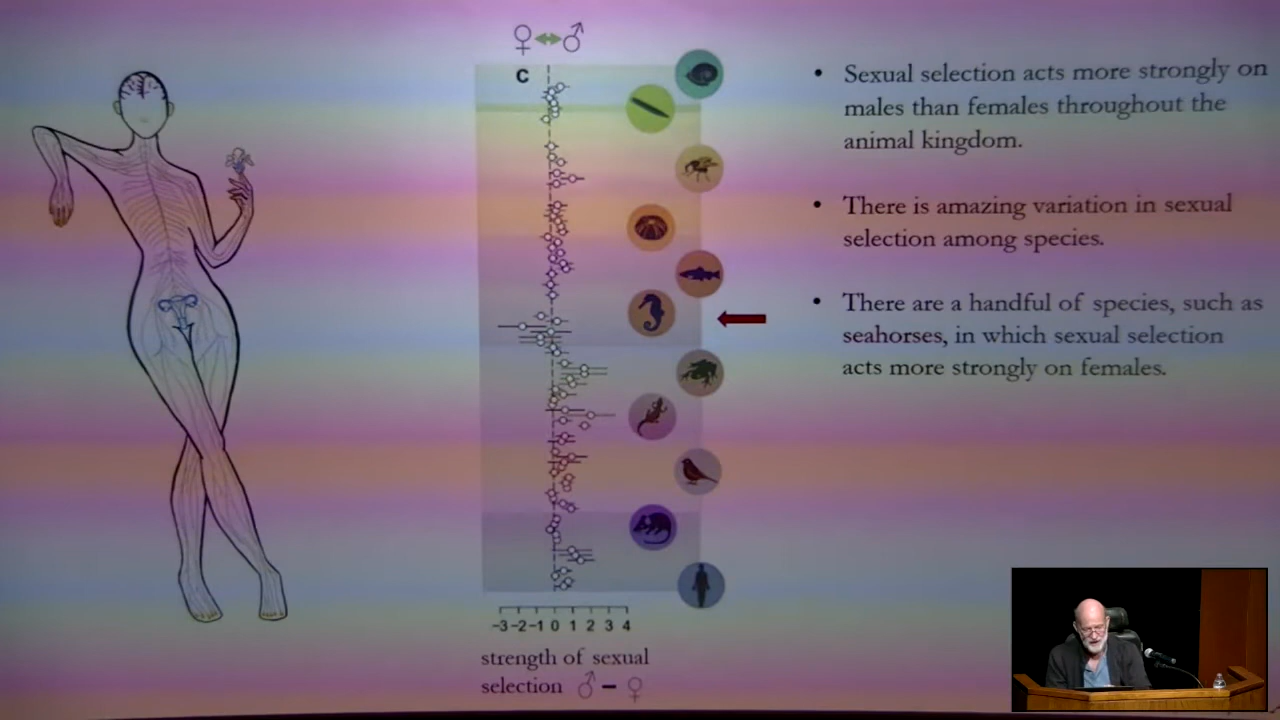 ♀ ♂
C
• Sexual selection acts more strongly on
males than females throughout the
animal kingdom.
• There is amazing variation in sexual
selection among species.
• There are a handful of species, such as
seahorses, in which sexual selection
acts more strongly on females.
-3 -2 -1 0 1 2 3 4
strength of sexual
selection ♂ – ♀